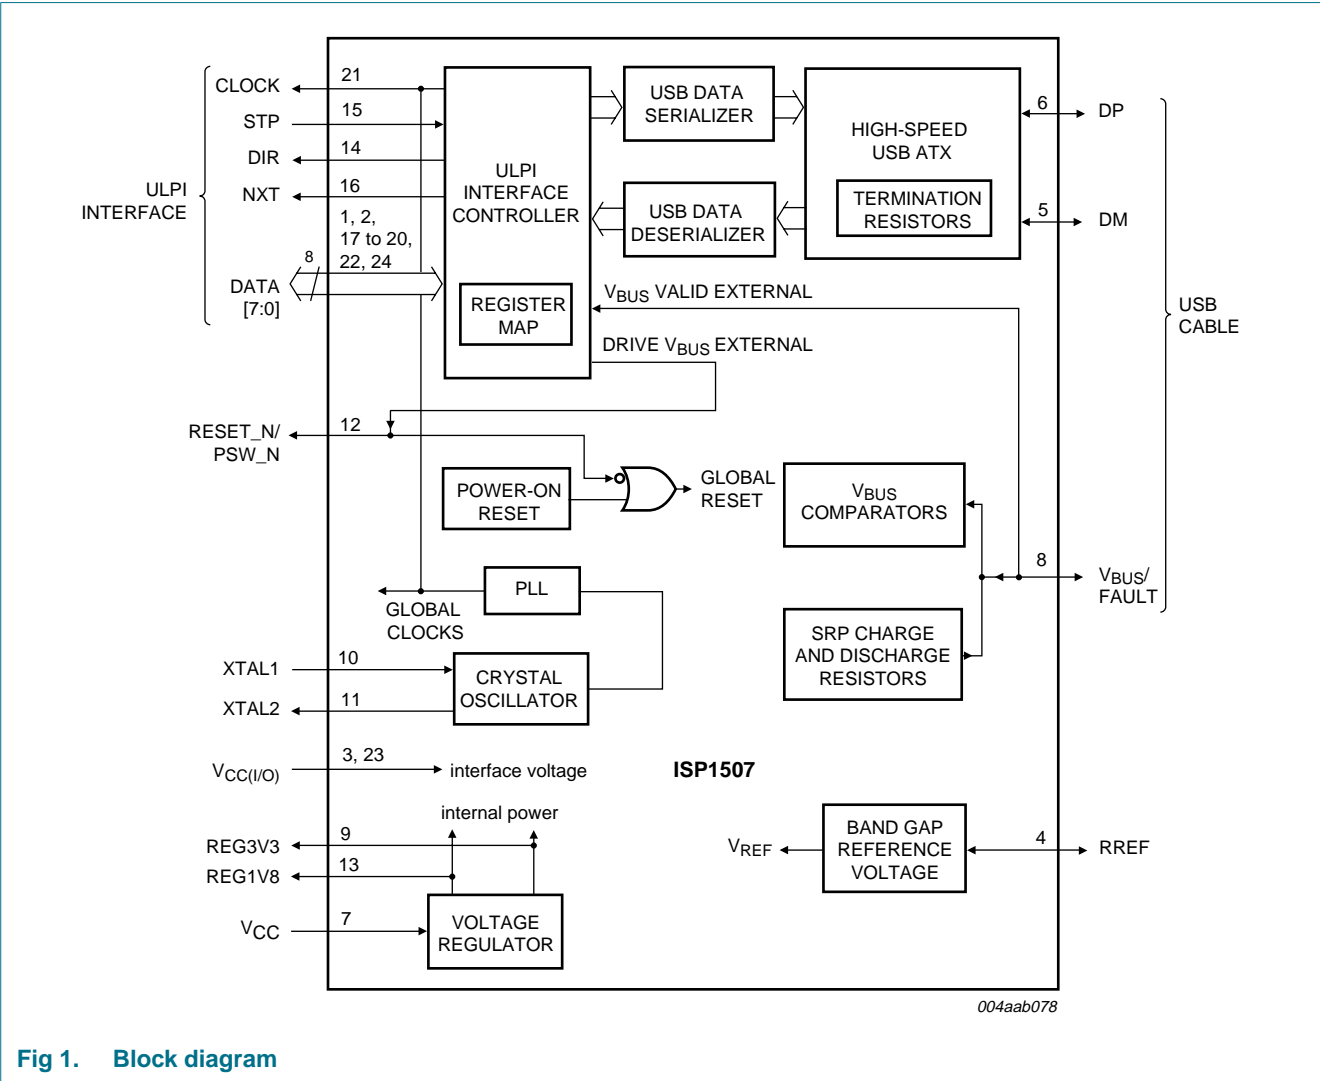 CLOCK
21
STP
15
DIR
14
NXT
16
ULPI
INTERFACE
1, 2,
17 to 20,
22, 24
8
DATA
[7:0]
ULPI
INTERFACE
CONTROLLER
REGISTER
MAP
USB DATA
SERIALIZER
USB DATA
DESERIALIZER
HIGH-SPEED
USB ATX
TERMINATION
RESISTORS
6
DP
5
DM
USB
CABLE
VBUS VALID EXTERNAL
DRIVE VBUS EXTERNAL
RESET_N/
PSW_N
12
POWER-ON
RESET
GLOBAL
RESET
VBUS
COMPARATORS
8
VBUS/
FAULT
SRP CHARGE
AND DISCHARGE
RESISTORS
PLL
GLOBAL
CLOCKS
XTAL1
10
XTAL2
11
CRYSTAL
OSCILLATOR
VCC(I/O)
3, 23
interface voltage
ISP1507
internal power
REG3V3
9
REG1V8
13
VCC
7
VOLTAGE
REGULATOR
VREF
BAND GAP
REFERENCE
VOLTAGE
4
RREF
004aab078
Fig 1. Block diagram